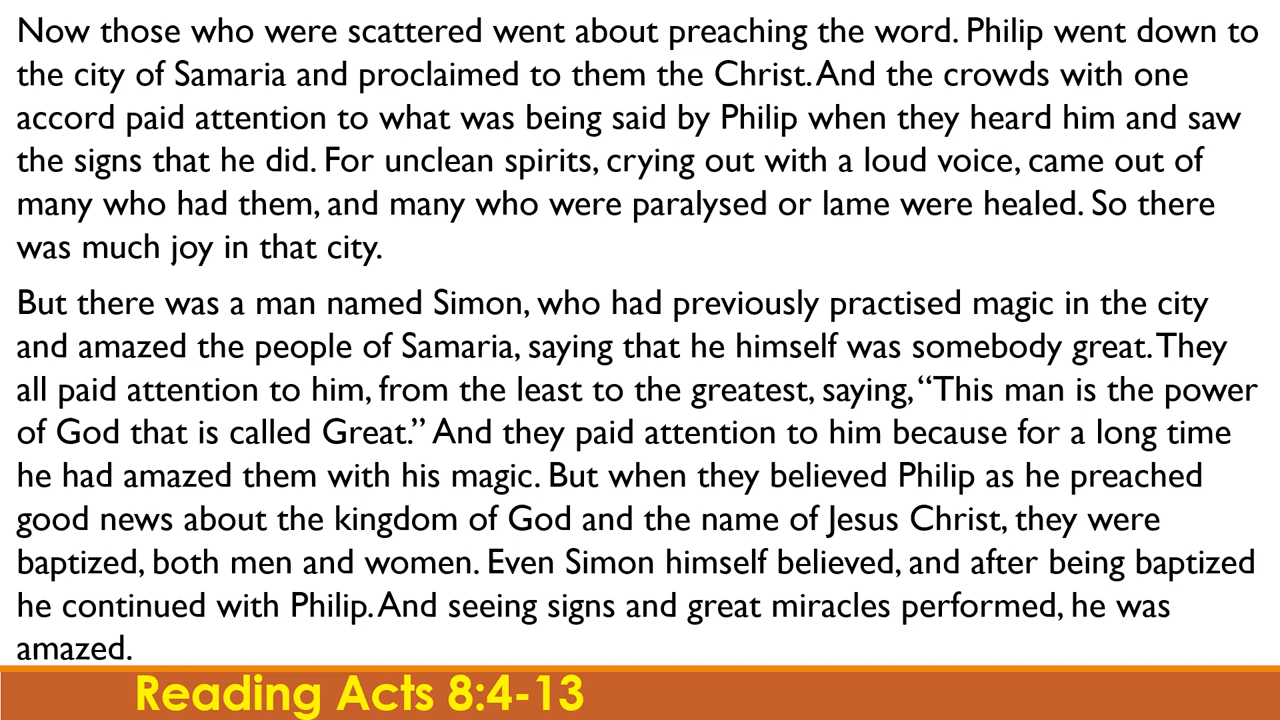 Now those who were scattered went about preaching the word. Philip went down to
the city of Samaria and proclaimed to them the Christ. And the crowds with one
accord paid attention to what was being said by Philip when they heard him and saw
the signs that he did. For unclean spirits, crying out with a loud voice, came out of
many who had them, and many who were paralysed or lame were healed. So there
was much joy in that city.
But there was a man named Simon, who had previously practised magic in the city
and amazed the people of Samaria, saying that he himself was somebody great. They
all paid attention to him, from the least to the greatest, saying, “This man is the power
of God that is called Great.” And they paid attention to him because for a long time
he had amazed them with his magic. But when they believed Philip as he preached
good news about the kingdom of God and the name of Jesus Christ, they were
baptized, both men and women. Even Simon himself believed, and after being baptized
he continued with Philip. And seeing signs and great miracles performed, he was
amazed.
Reading Acts 8:4-13